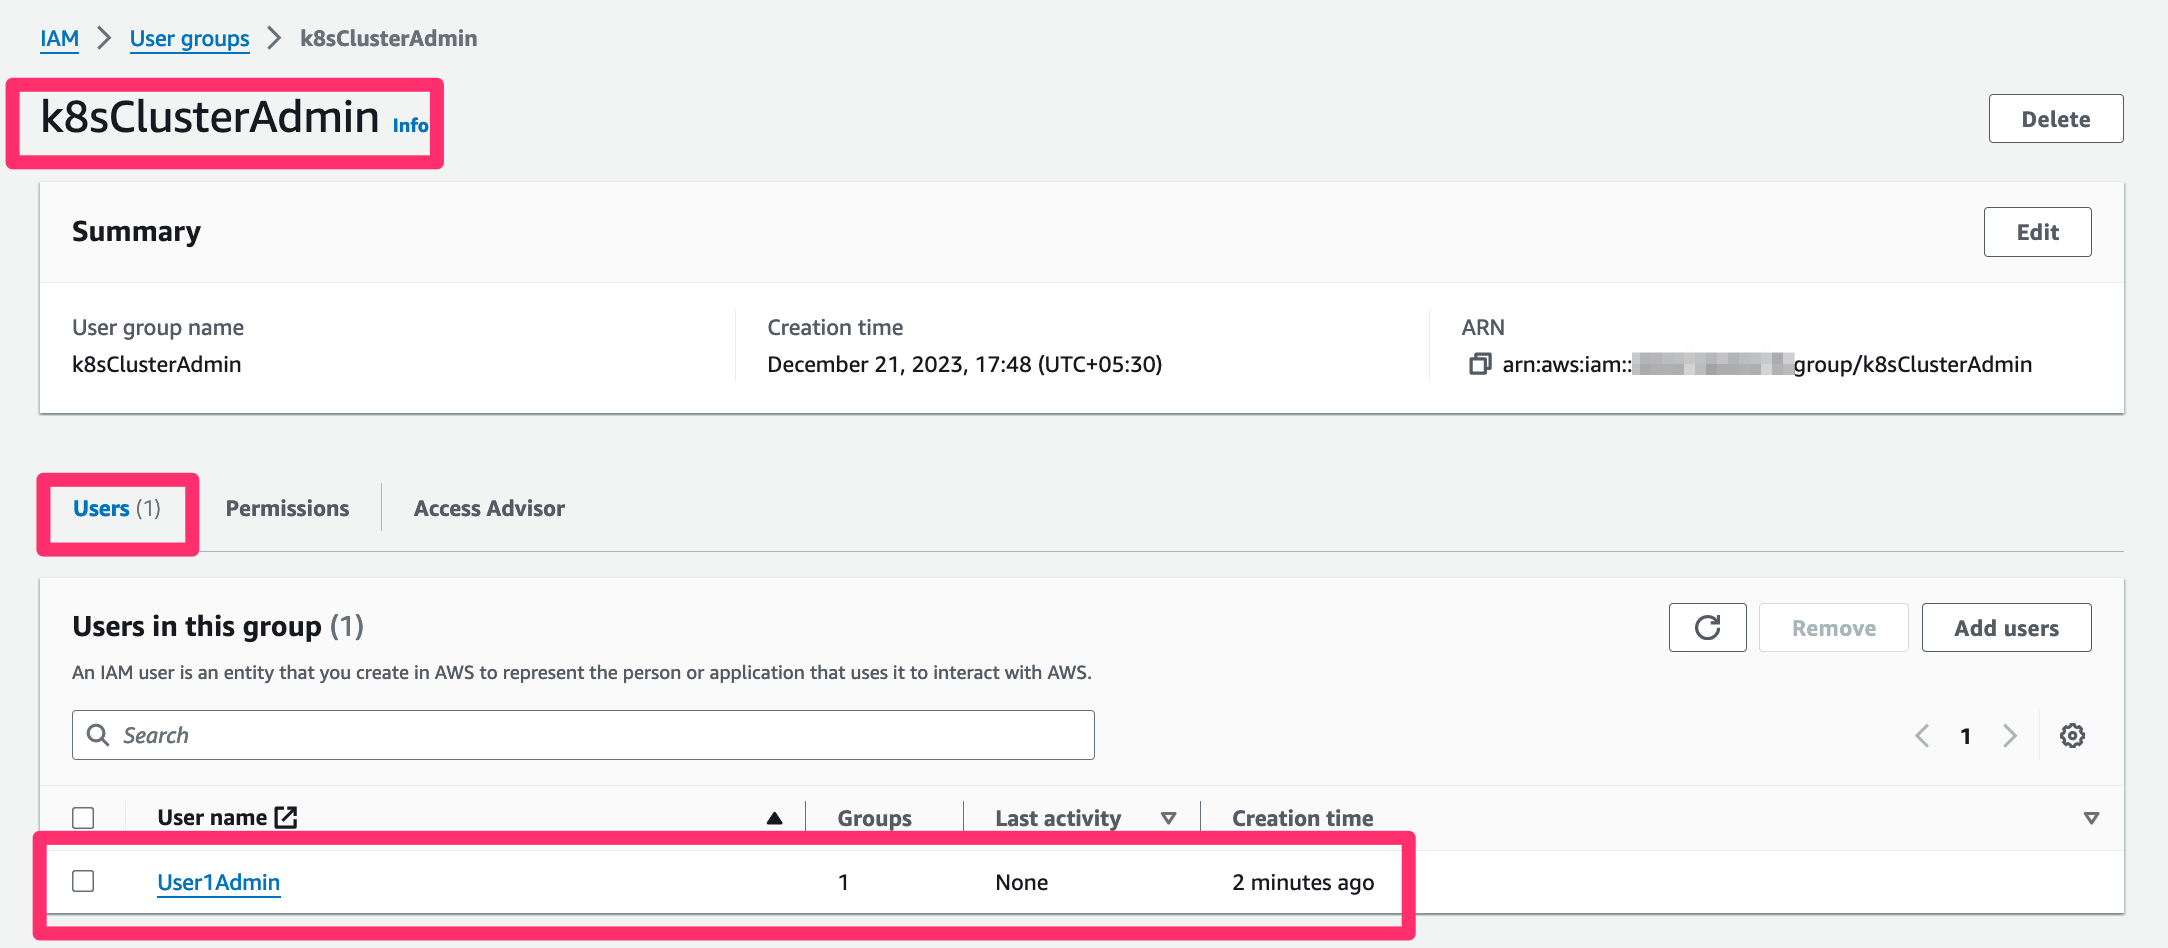 IAM > User groups > k8sClusterAdmin
k8sClusterAdmin Info
Delete
Summary
Edit
User group name
k8sClusterAdmin
Creation time
December 21, 2023, 17:48 (UTC+05:30)
ARN
arn:aws:iam:: group/k8sClusterAdmin
Users (1)
Permissions
Access Advisor
Users in this group (1)
Remove
Add users
An IAM user is an entity that you create in AWS to represent the person or application that uses it to interact with AWS.
Search
1
User name Groups Last activity Creation time
User1Admin 1 None 2 minutes ago